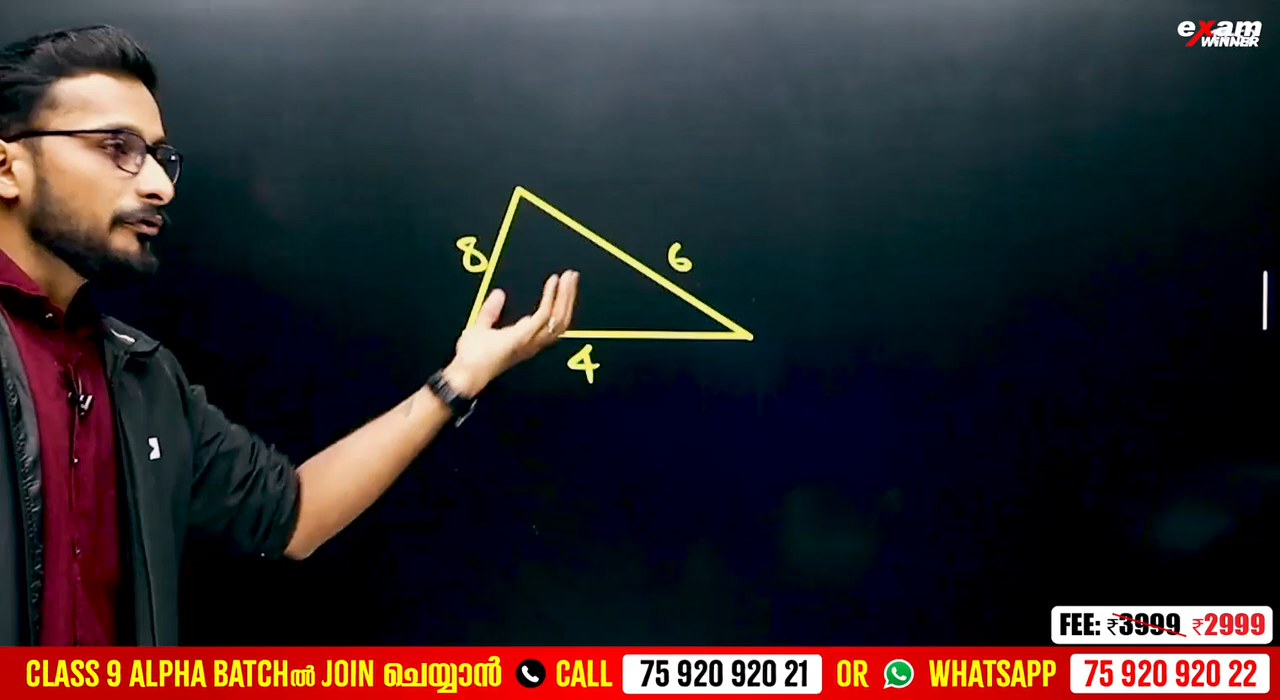 exam
WINNER
8
6
4
FEE: ₹3999 ₹2999
CLASS 9 ALPHA BATCHൽ JOIN ചെയ്യാൻ CALL 75 920 920 21 OR WHATSAPP 75 920 920 22